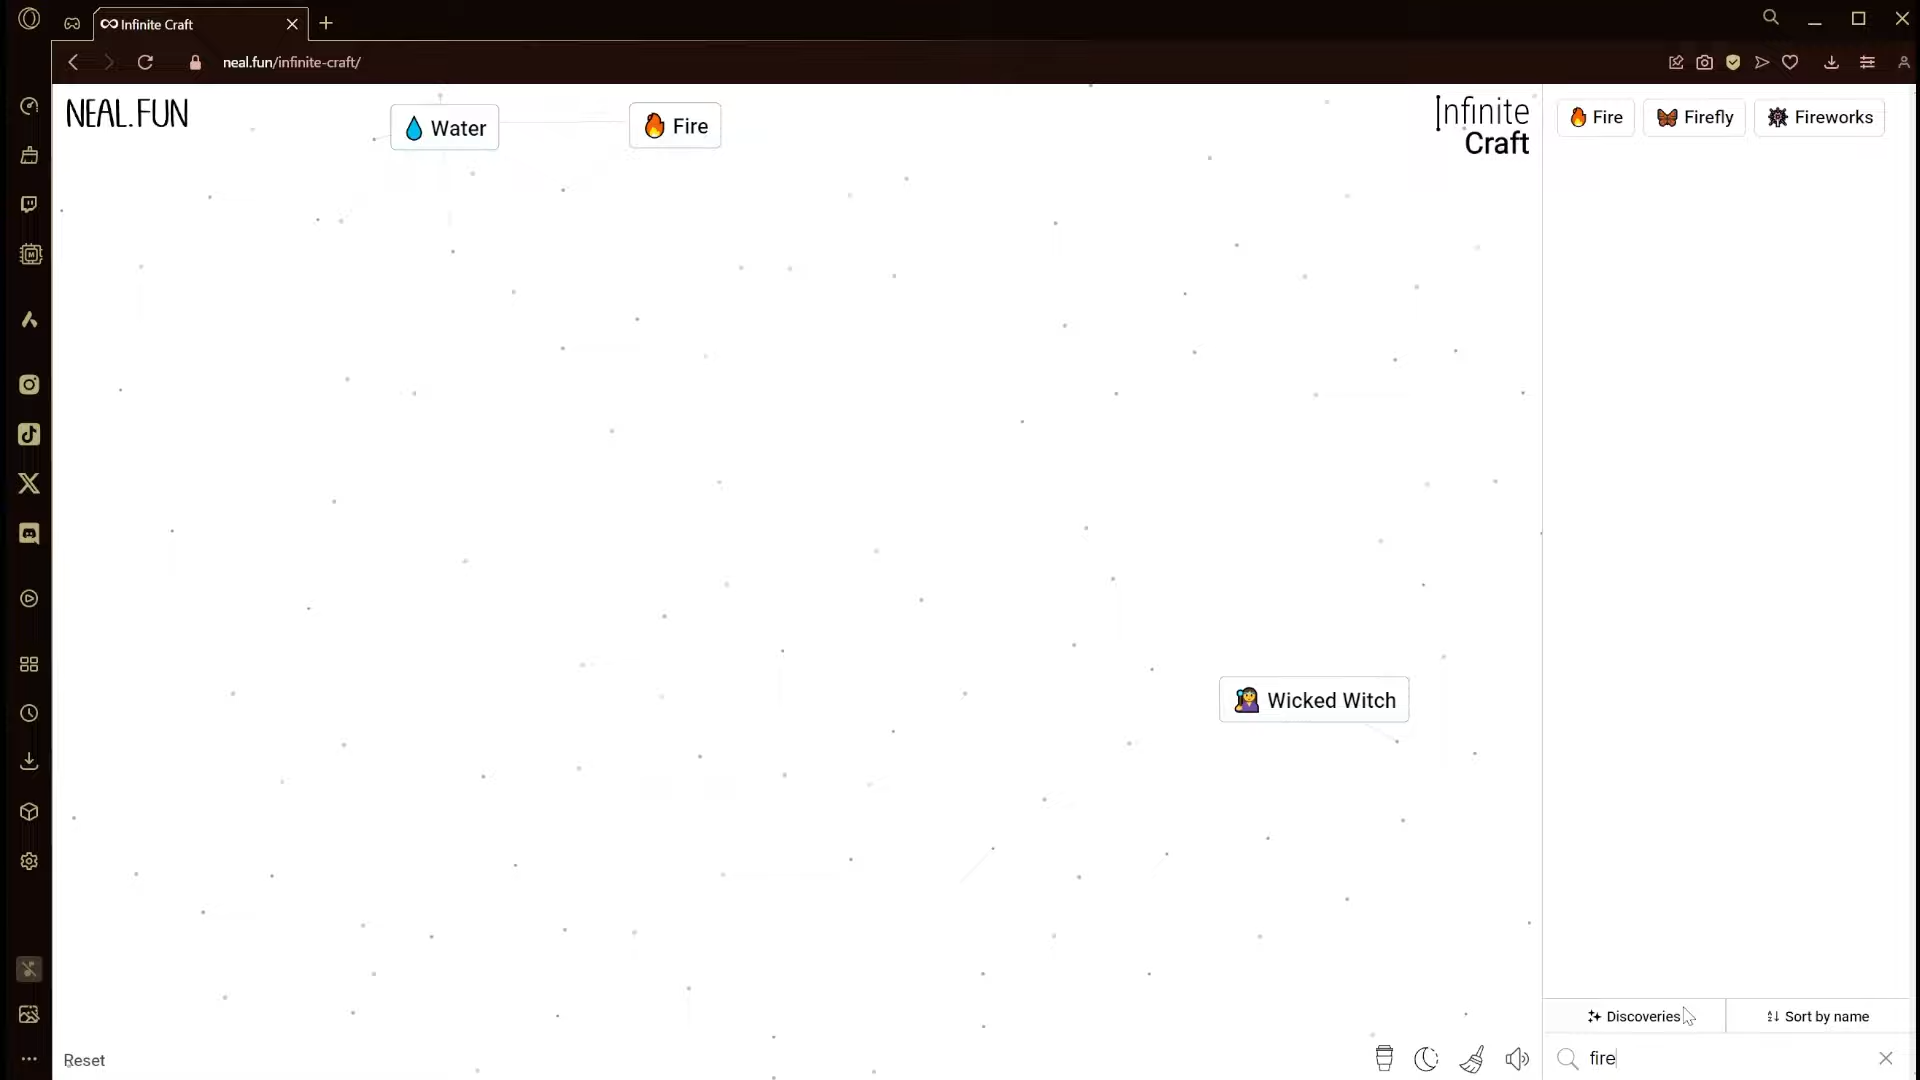 Infinite Craft
neal.fun/infinite-craft/
NEAL.FUN
Water
Fire
Infinite
Craft
Fire
Firefly
Fireworks
Wicked Witch
Discoveries
Sort by name
Reset
fire